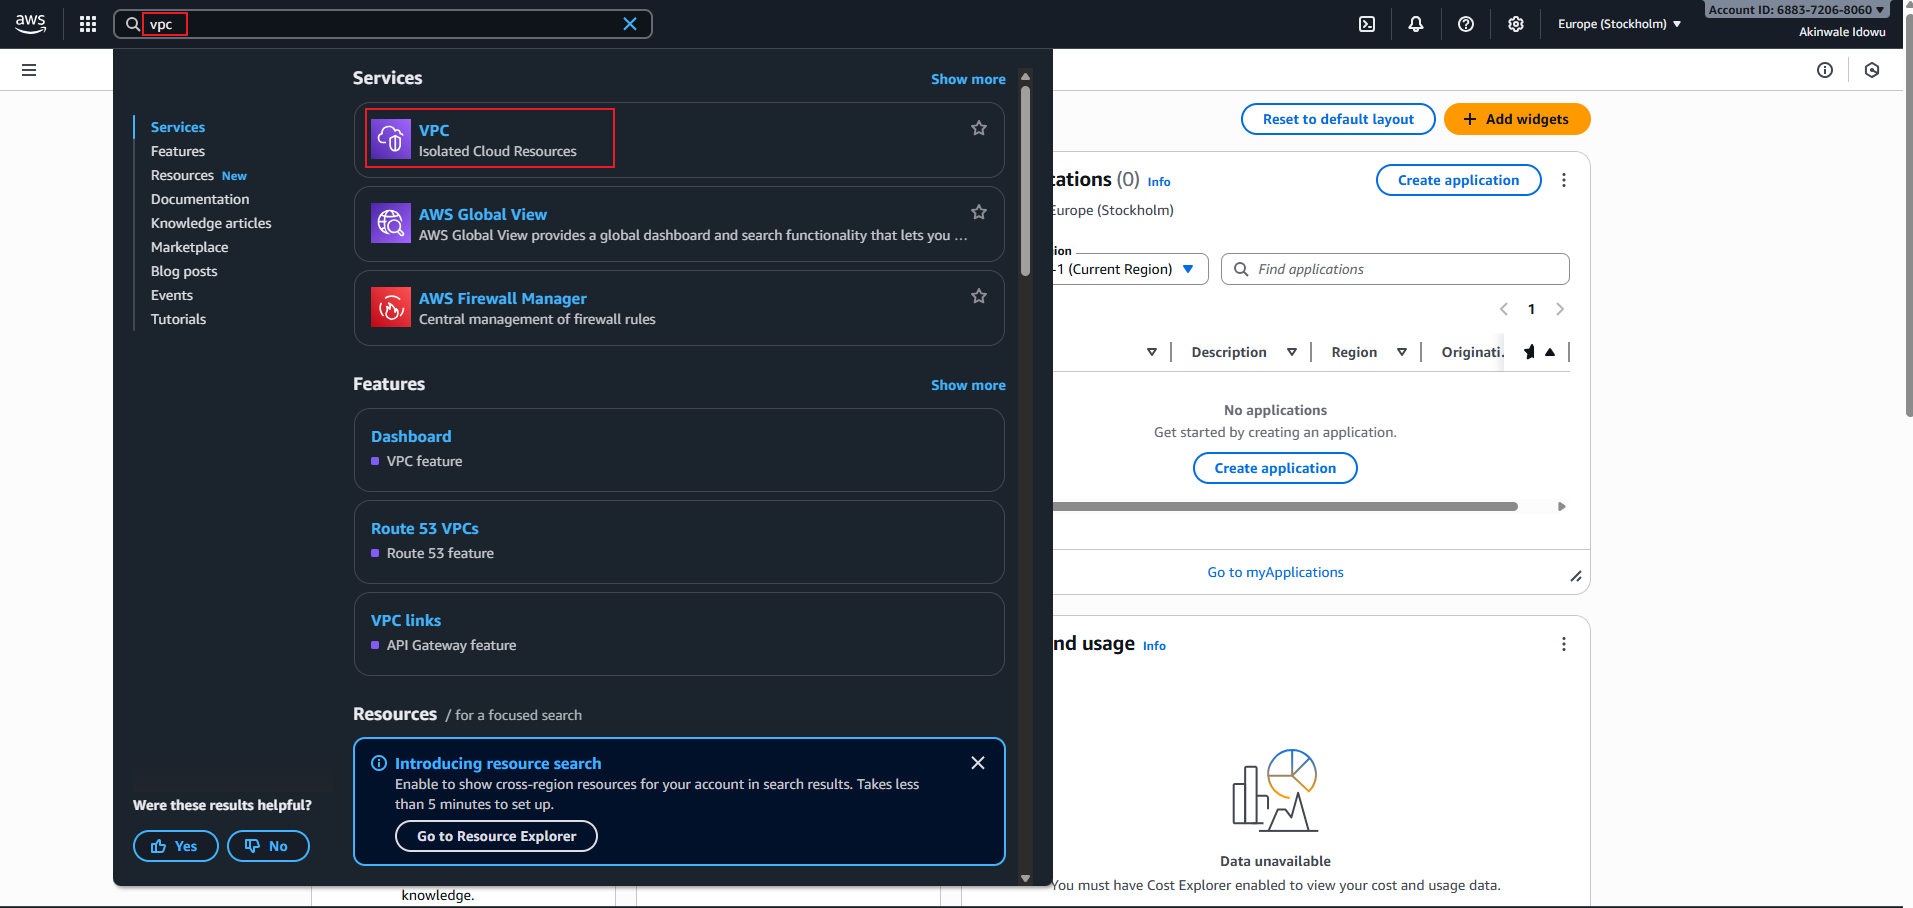 aws
vpc
Europe (Stockholm)
Account ID: 6883-7206-8060
Akinwale Idowu
Services
Features
Resources New
Documentation
Knowledge articles
Marketplace
Blog posts
Events
Tutorials
Were these results helpful?
Yes
No
Services
Show more
VPC
Isolated Cloud Resources
AWS Global View
AWS Global View provides a global dashboard and search functionality that lets you ...
AWS Firewall Manager
Central management of firewall rules
Features
Show more
Dashboard
VPC feature
Route 53 VPCs
Route 53 feature
VPC links
API Gateway feature
Resources / for a focused search
Introducing resource search
Enable to show cross-region resources for your account in search results. Takes less
than 5 minutes to set up.
Go to Resource Explorer
knowledge.
Reset to default layout
+ Add widgets
cations (0) Info
Create application
Europe (Stockholm)
ion
-1 (Current Region)
Find applications
1
Description
Region
Originati.
No applications
Get started by creating an application.
Create application
Go to myApplications
nd usage Info
Data unavailable
You must have Cost Explorer enabled to view your cost and usage data.